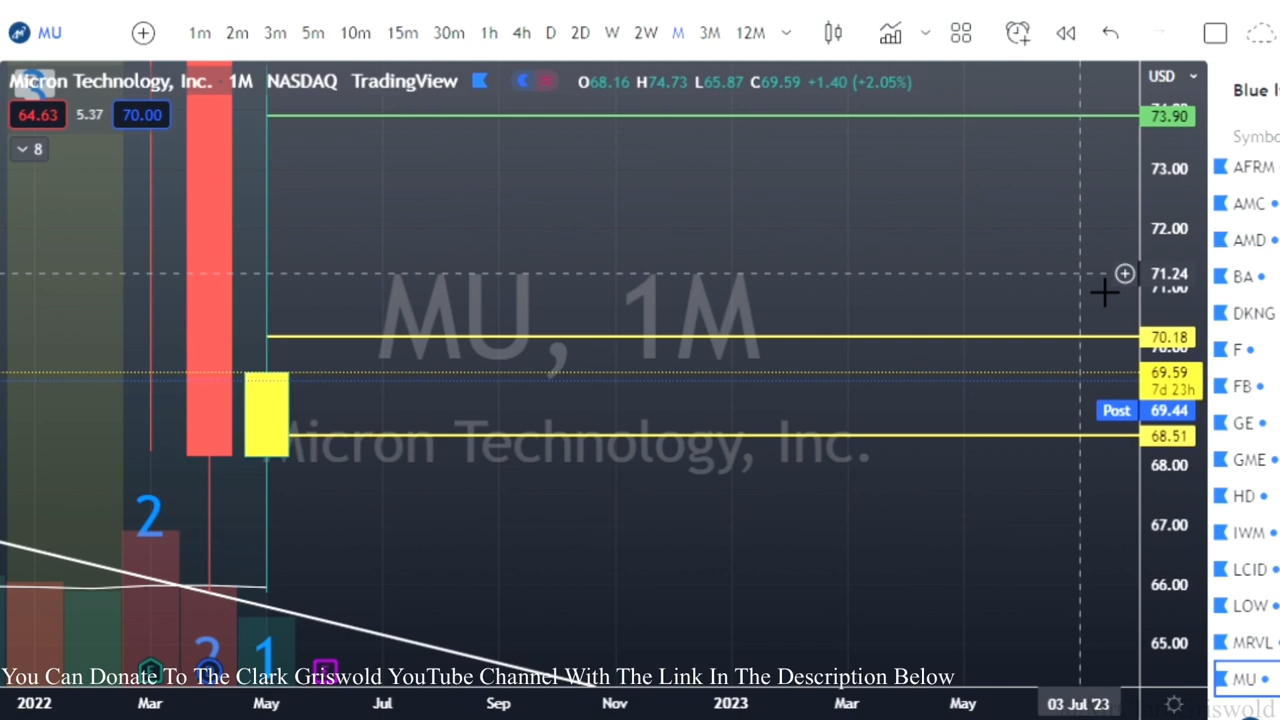 MU 1m 2m 3m 5m 10m 15m 30m 1h 4h D 2D W 2W M 3M 12M
Micron Technology, Inc. 1M NASDAQ TradingView O68.16 H74.73 L65.87 C69.59 +1.40 (+2.05%)
USD
64.63 5.37 70.00
8
73.90
73.00
72.00
71.24
71.00
70.18
69.59
7d 23h
Post 69.44
68.51
68.00
67.00
66.00
65.00
MU, 1M
Micron Technology, Inc.
2
2
1
E
You Can Donate To The Clark Griswold YouTube Channel With The Link In The Description Below
2022 Mar May Jul Sep Nov 2023 Mar May 03 Jul '23
Blue
Symbo
AFRM
AMC
AMD
BA
DKNG
F
FB
GE
GME
HD
IWM
LCID
LOW
MRVL
MU